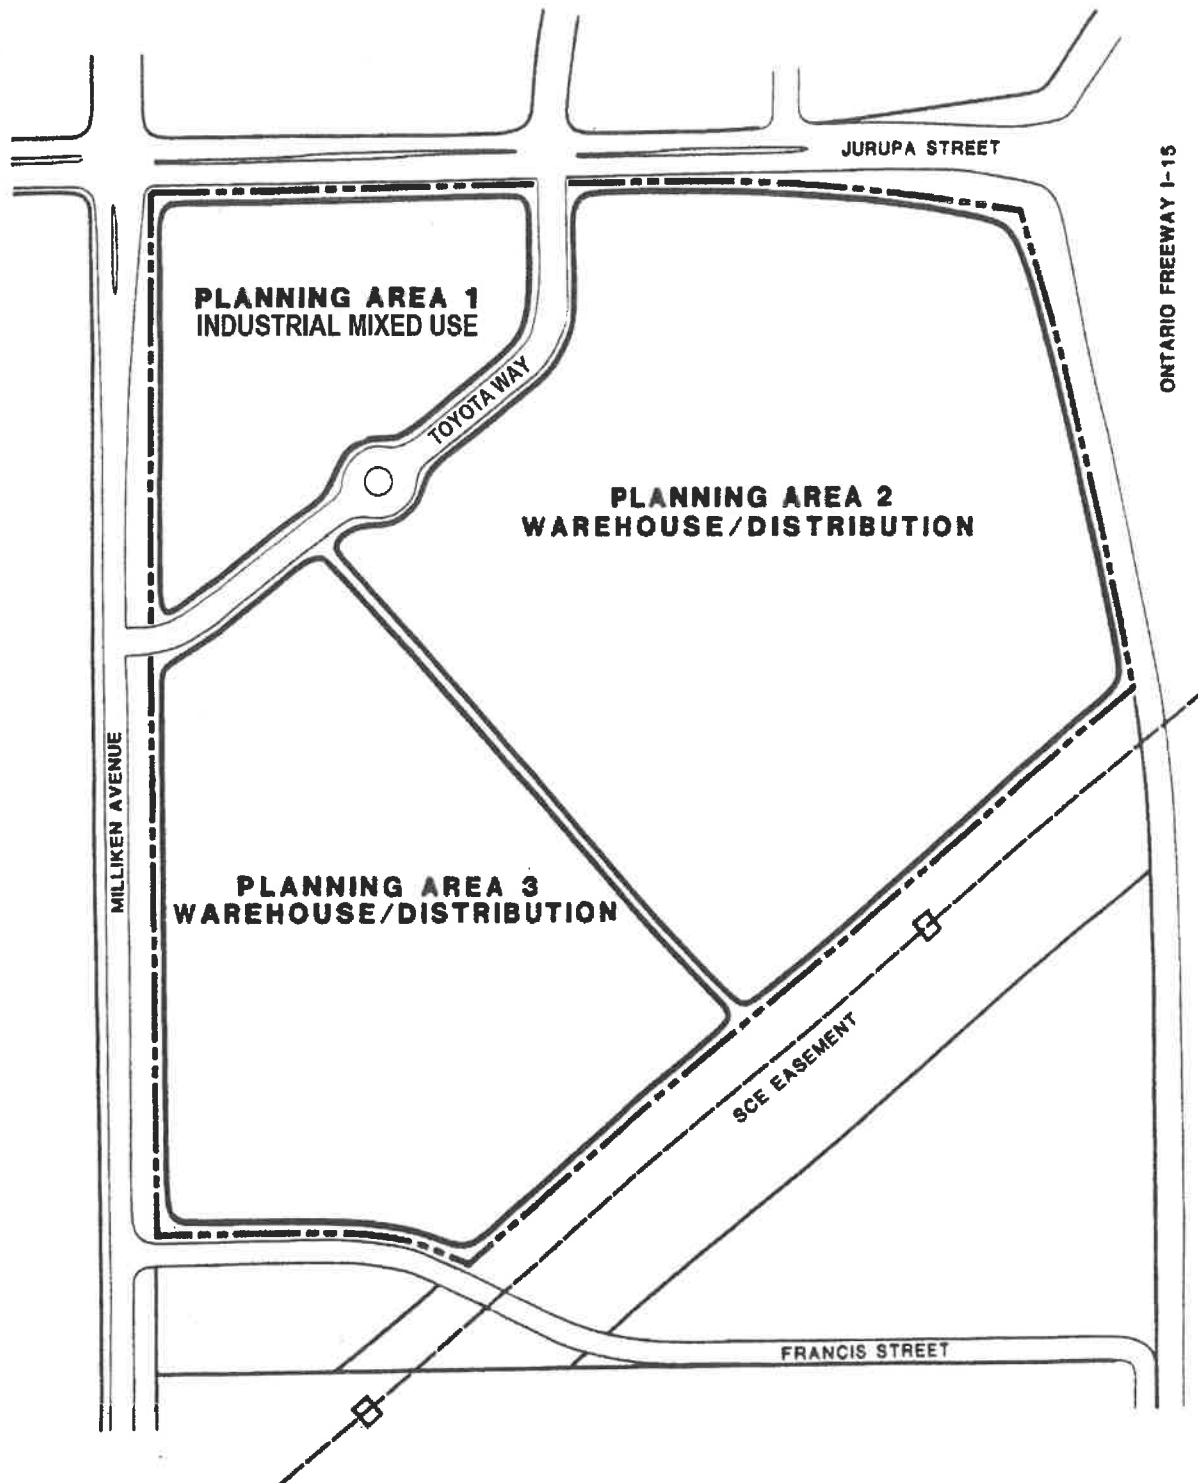 JURUPA STREET
ONTARIO FREEWAY I-15
PLANNING AREA 1
INDUSTRIAL MIXED USE
TOYOTA WAY
PLANNING AREA 2
WAREHOUSE/DISTRIBUTION
MILLIKEN AVENUE
PLANNING AREA 3
WAREHOUSE/DISTRIBUTION
SCE EASEMENT
FRANCIS STREET